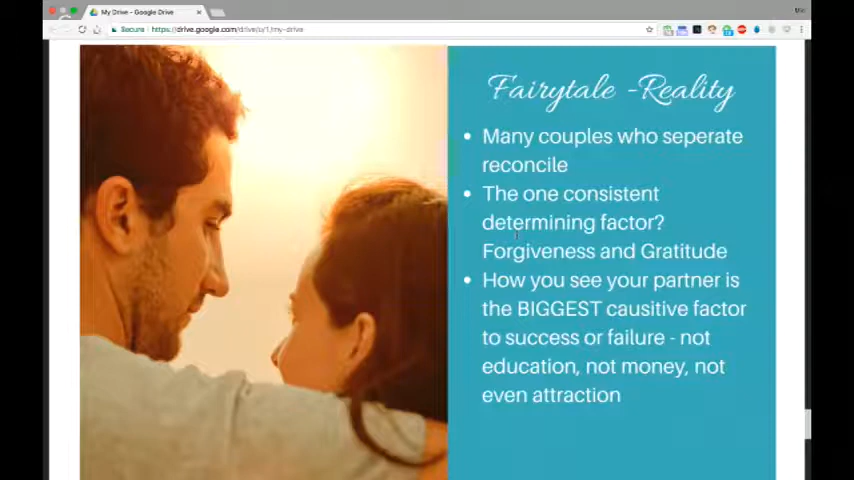 My Drive - Google Drive
Secure
https://drive.google.com/drive/u/1/my-drive
Fairytale -Reality
• Many couples who seperate
reconcile
• The one consistent
determining factor?
Forgiveness and Gratitude
• How you see your partner is
the BIGGEST causitive factor
to success or failure - not
education, not money, not
even attraction